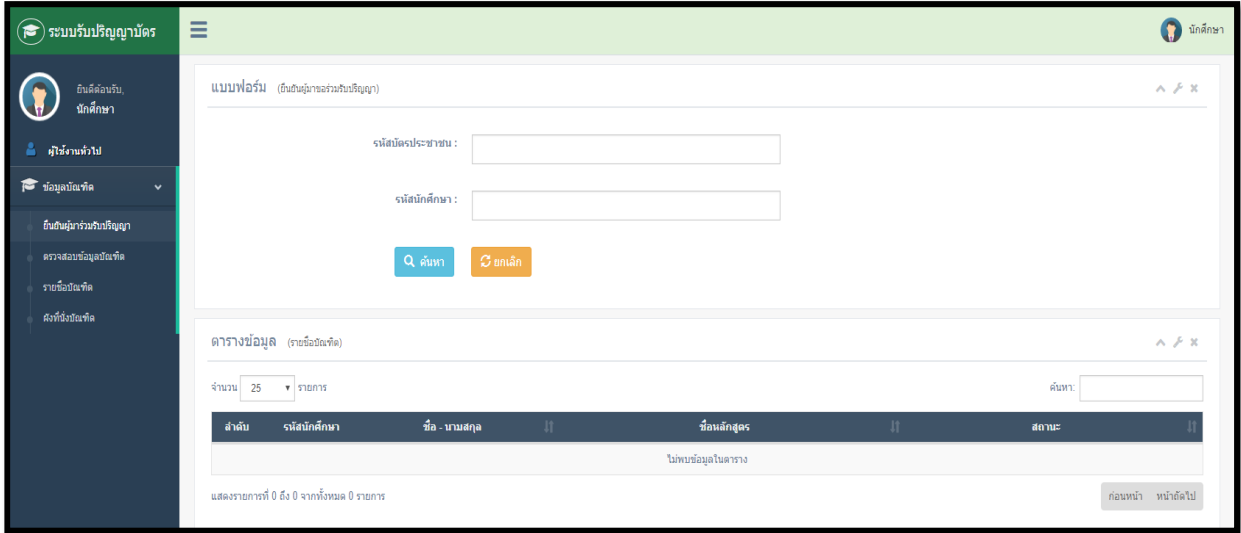 ระบบรับปริญญาบัตร
นักศึกษา
ยินดีต้อนรับ,
นักศึกษา
ผู้ใช้งานทั่วไป
ข้อมูลบัณฑิต
ยืนยันผู้มาร่วมรับปริญญา
ตรวจสอบข้อมูลบัณฑิต
รายชื่อบัณฑิต
ผังที่นั่งบัณฑิต
แบบฟอร์ม (ยืนยันผู้มาขอร่วมรับปริญญา)
รหัสบัตรประชาชน :
รหัสนักศึกษา :
ค้นหา ยกเลิก
ตารางข้อมูล (รายชื่อบัณฑิต)
จำนวน 25 รายการ ค้นหา:
ลำดับ รหัสนักศึกษา ชื่อ - นามสกุล ชื่อหลักสูตร สถานะ
ไม่พบข้อมูลในตาราง
แสดงรายการที่ 0 ถึง 0 จากทั้งหมด 0 รายการ ก่อนหน้า หน้าถัดไป